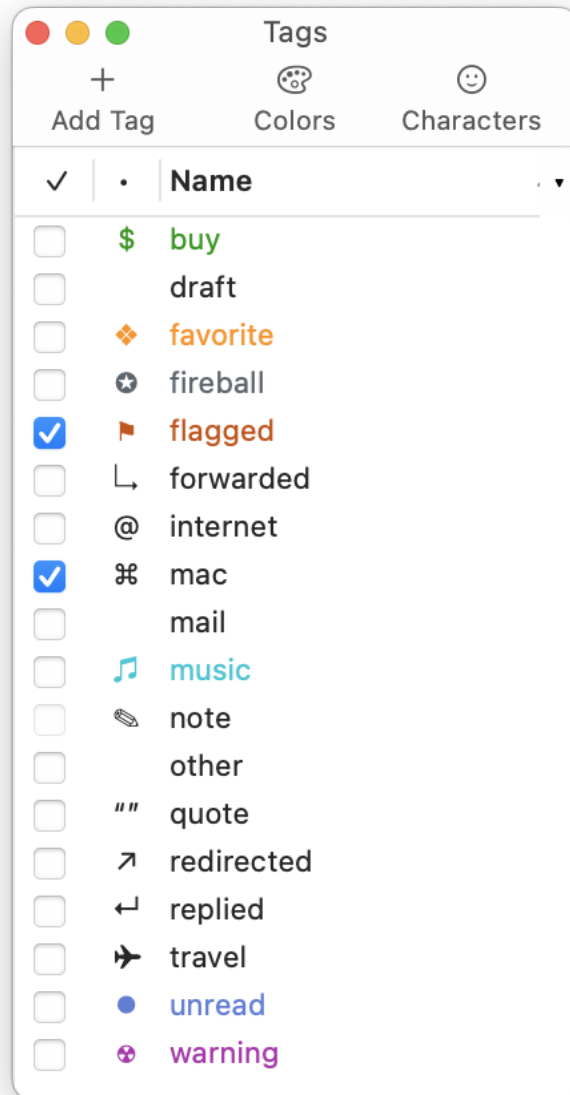 Tags
Add Tag Colors Characters
✓ • Name
$ buy
draft
❖ favorite
✪ fireball
⚑ flagged
forwarded
@ internet
⌘ mac
mail
♫ music
✎ note
other
"" quote
↗ redirected
↵ replied
✈ travel
● unread
☢ warning